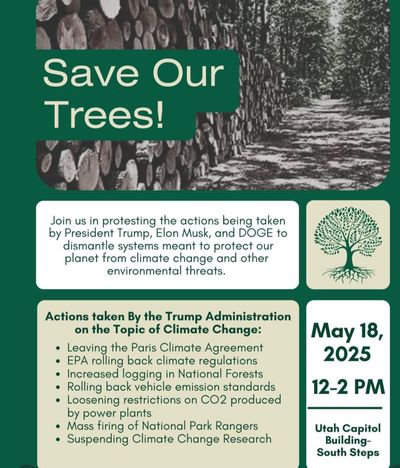 Save Our
Trees!
Join us in protesting the actions being taken
by President Trump, Elon Musk, and DOGE to
dismantle systems meant to protect our
planet from climate change and other
environmental threats.
Actions taken By the Trump Administration
on the Topic of Climate Change:
• Leaving the Paris Climate Agreement
• EPA rolling back climate regulations
• Increased logging in National Forests
• Rolling back vehicle emission standards
• Loosening restrictions on CO2 produced
by power plants
• Mass firing of National Park Rangers
• Suspending Climate Change Research
May 18,
2025
12-2 PM
Utah Capitol
Building-
South Steps